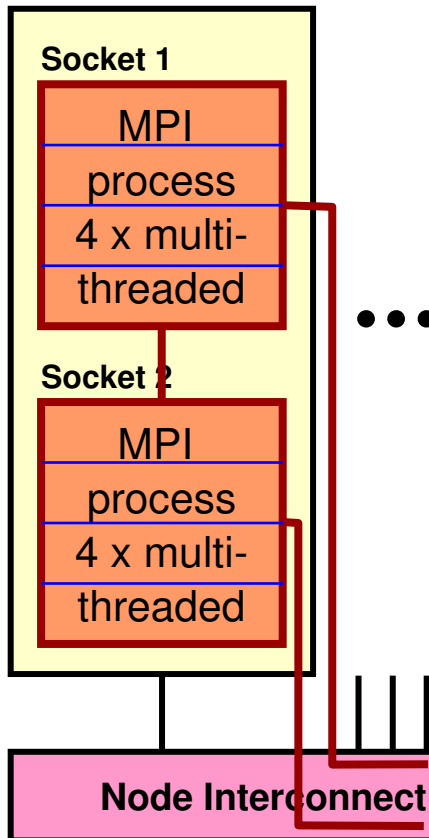 Socket 1
MPI
process
4 x multi-
threaded
Socket 2
MPI
process
4 x multi-
threaded
Node Interconnect